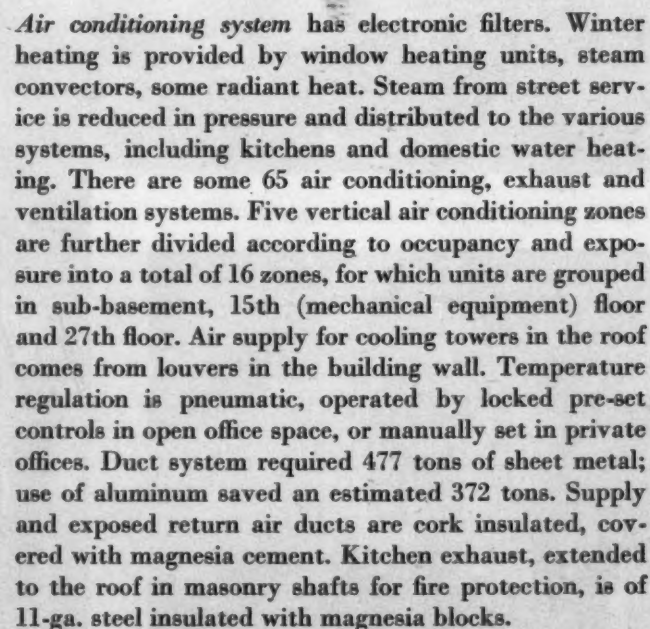 Air conditioning system has electronic filters. Winter
heating is provided by window heating units, steam
convectors, some radiant heat. Steam from street serv-
ice is reduced in pressure and distributed to the various
systems, including kitchens and domestic water heat-
ing. There are some 65 air conditioning, exhaust and
ventilation systems. Five vertical air conditioning zones
are further divided according to occupancy and expo-
sure into a total of 16 zones, for which units are grouped
in sub-basement, 15th (mechanical equipment) floor
and 27th floor. Air supply for cooling towers in the roof
comes from louvers in the building wall. Temperature
regulation is pneumatic, operated by locked pre-set
controls in open office space, or manually set in private
offices. Duct system required 477 tons of sheet metal;
use of aluminum saved an estimated 372 tons. Supply
and exposed return air ducts are cork insulated, cov-
ered with magnesia cement. Kitchen exhaust, extended
to the roof in masonry shafts for fire protection, is of
11-ga. steel insulated with magnesia blocks.